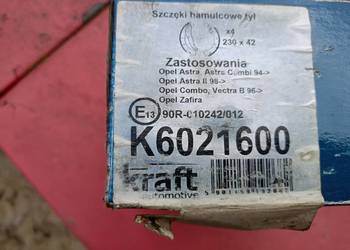 Szczęki hamulcowe tył
x4
230 x 42
Zastosowania
Opel Astra, Astra Combi 94->
Opel Astra II 98->
Opel Combo, Vectra B 96->
Opel Zafira
E13 90R-010242/012
K6021600
kraft
automotive